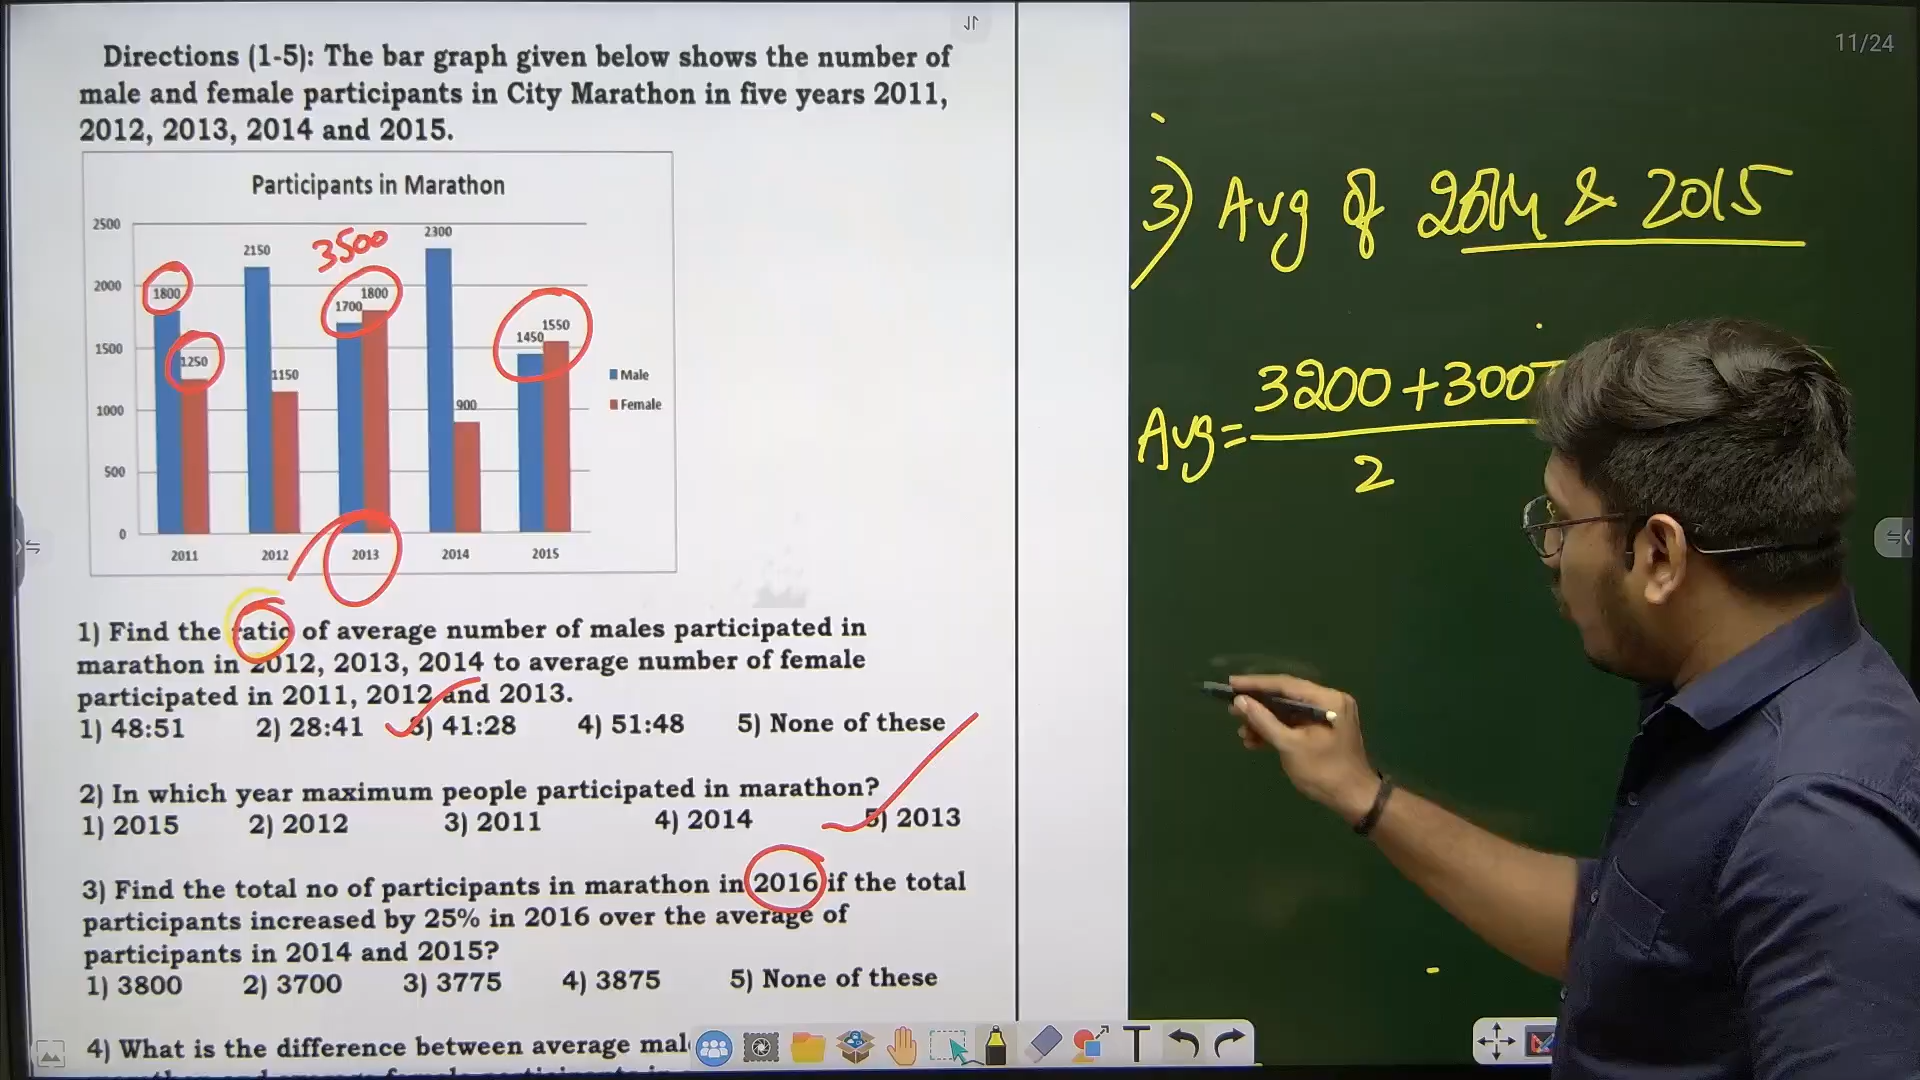 11/24
Directions (1-5): The bar graph given below shows the number of
male and female participants in City Marathon in five years 2011,
2012, 2013, 2014 and 2015.
Participants in Marathon
3500
2500
2000
1500
1000
500
0
1800
1250
2150
1150
1700
1800
2300
900
1450
1550
Male
Female
2011 2012 2013 2014 2015
1) Find the ratio of average number of males participated in
marathon in 2012, 2013, 2014 to average number of female
participated in 2011, 2012 and 2013.
1) 48:51 2) 28:41 3) 41:28 4) 51:48 5) None of these
2) In which year maximum people participated in marathon?
1) 2015 2) 2012 3) 2011 4) 2014 5) 2013
3) Find the total no of participants in marathon in 2016 if the total
participants increased by 25% in 2016 over the average of
participants in 2014 and 2015?
1) 3800 2) 3700 3) 3775 4) 3875 5) None of these
4) What is the difference between average
3) Avg of 2014 & 2015
Avg = 3200 + 300
2
T